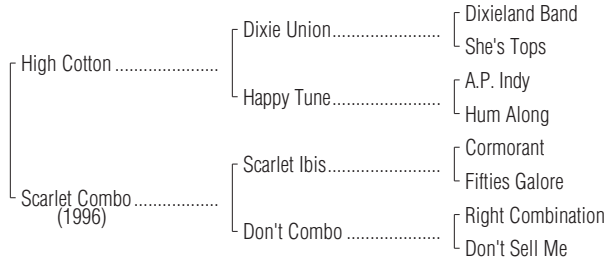 Dixieland Band
Dixie Union..................
She's Tops
High Cotton .......................
A.P. Indy
Happy Tune........................
Hum Along
Cormorant
Scarlet Ibis.........................
Fifties Galore
Scarlet Combo ..................
(1996)
Right Combination
Don't Combo .....................
Don't Sell Me